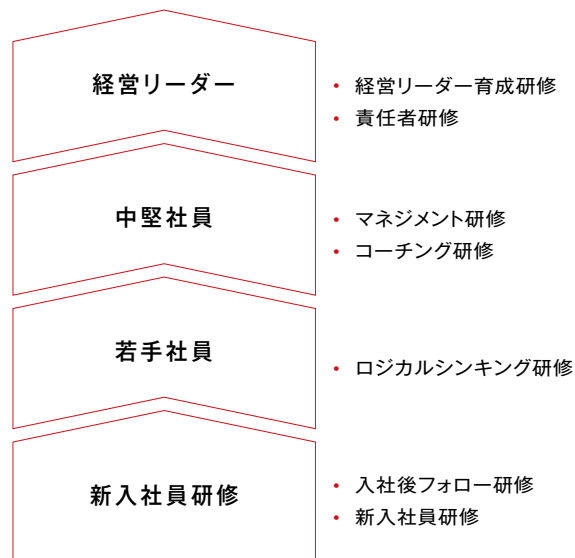 経営リーダー
• 経営リーダー育成研修
• 責任者研修
中堅社員
• マネジメント研修
• コーチング研修
若手社員
• ロジカルシンキング研修
新入社員研修
• 入社後フォロー研修
• 新入社員研修